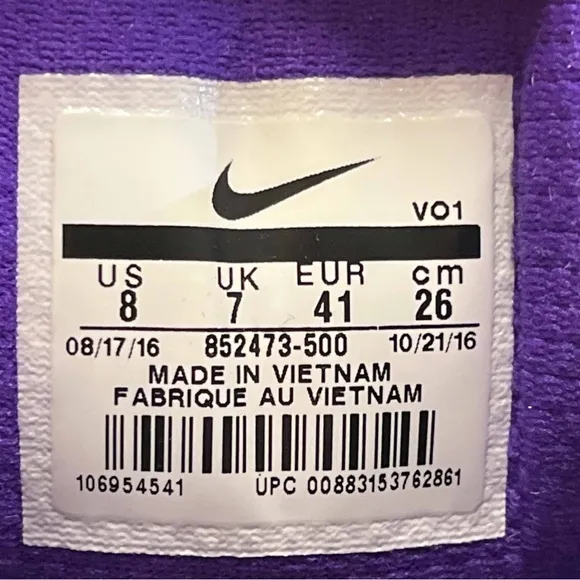 VO1
US UK EUR cm
8 7 41 26
08/17/16 852473-500 10/21/16
MADE IN VIETNAM
FABRIQUE AU VIETNAM
106954541 UPC 00883153762861